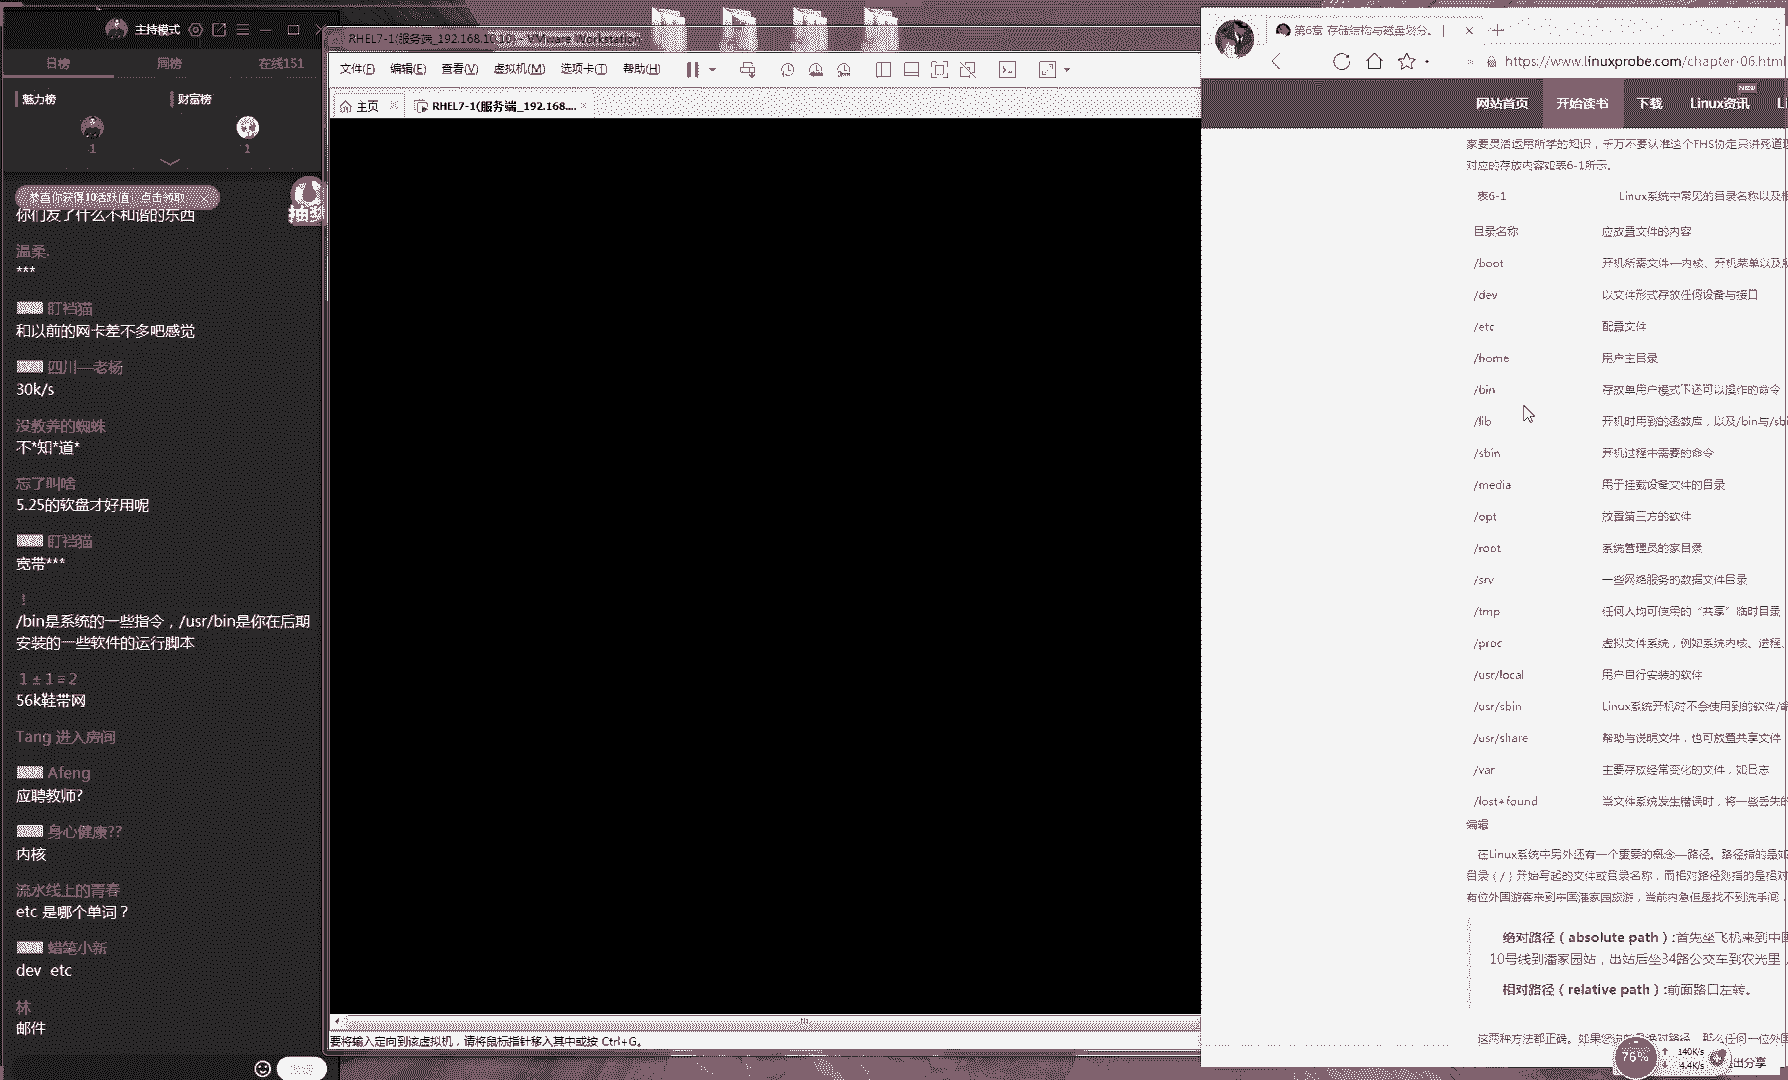 主持模式
日榜
周榜
在线151
魅力榜
财富榜
1
1
恭喜你获得10活跃值，点击领取
你们发了什么不和谐的东西
温柔.
***
盯裆猫
和以前的网卡差不多吧感觉
四川—老杨
30k/s
没教养的蜘蛛
不*知*道*
忘了叫啥
5.25的软盘才好用呢
盯裆猫
宽带***
!
/bin是系统的一些指令，/usr/bin是你在后期
安装的一些软件的运行脚本
1±1=2
56k鞋带网
Tang 进入房间
Afeng
应聘教师?
身心健康??
内核
流水线上的青春
etc 是哪个单词？
蜡笔小新
dev etc
林
邮件
RHEL7-1(服务端_192.168.10.10) - VMware Workstation
文件(F) 编辑(E) 查看(V) 虚拟机(M) 选项卡(T) 帮助(H)
主页
RHEL7-1(服务端_192.168....
要将输入定向到该虚拟机，请将鼠标指针移入其中或按 Ctrl+G。
第6章 存储结构与磁盘划分。 |
https://www.linuxprobe.com/chapter-06.html
网站首页 开始读书 下载 Linux资讯 Li
NEW
家要灵活运用所学的知识，千万不要认准这个FHS协定只讲死道理
对应的存放内容如表6-1所示。
表6-1 Linux系统中常见的目录名称以及相
目录名称 应放置文件的内容
/boot 开机所需文件—内核、开机菜单以及所
/dev 以文件形式存放任何设备与接口
/etc 配置文件
/home 用户主目录
/bin 存放单用户模式下还可以操作的命令
/lib 开机时用到的函数库，以及/bin与/sbi
/sbin 开机过程中需要的命令
/media 用于挂载设备文件的目录
/opt 放置第三方的软件
/root 系统管理员的家目录
/srv 一些网络服务的数据文件目录
/tmp 任何人均可使用的“共享”临时目录
/proc 虚拟文件系统，例如系统内核、进程、
/usr/local 用户自行安装的软件
/usr/sbin Linux系统开机时不会使用到的软件/命
/usr/share 帮助与说明文件，也可放置共享文件
/var 主要存放经常变化的文件，如日志
/lost+found 当文件系统发生错误时，将一些丢失的
编辑
在Linux系统中另外还有一个重要的概念—路径。路径指的是如
目录（/）开始写起的文件或目录名称，而相对路径则指的是相对
有位外国游客来到中国潘家园旅游，当前内急但是找不到洗手间，
绝对路径（absolute path）:首先坐飞机来到中国
10号线到潘家园站，出站后坐34路公交车到农光里，
相对路径（relative path）:前面路口左转。
这两种方法都正确。如果您说的是绝对路径，那么任何一位外国
76%
140K/s
4.4K/s
出分享